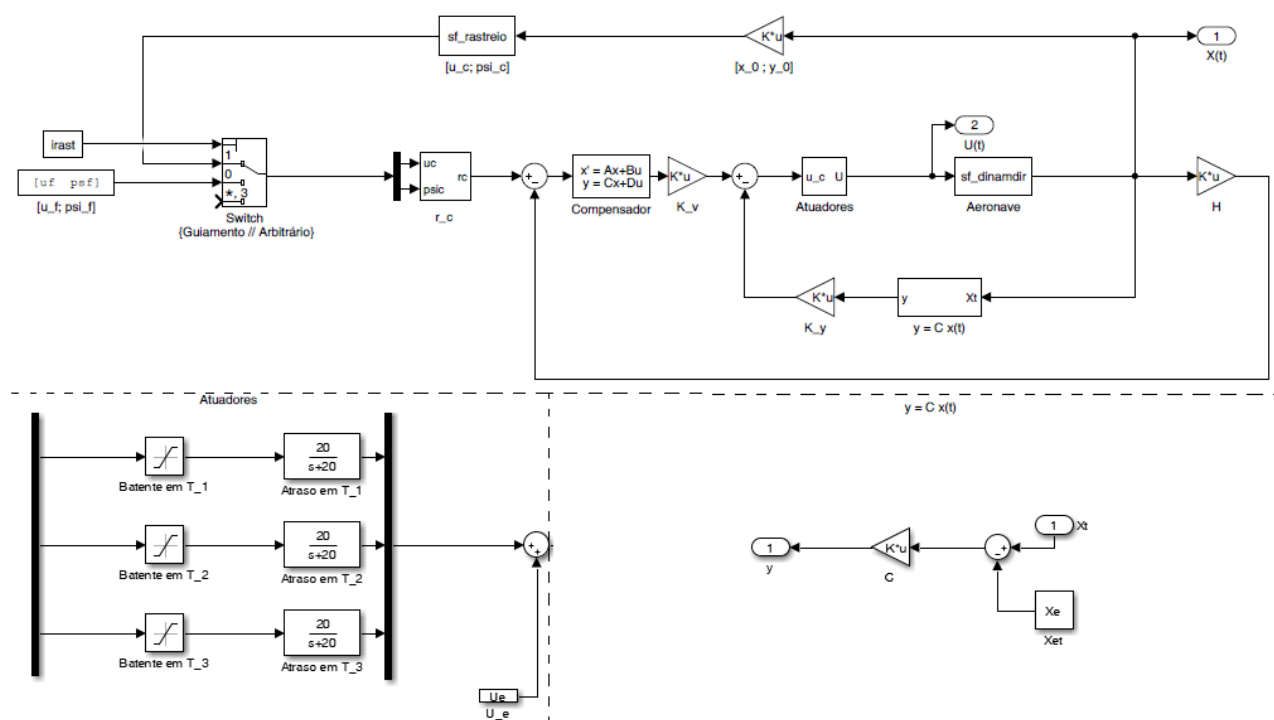 sf_rastreio
[u_c; psi_c]
K*u
[x_0 ; y_0]
1
X(t)
irast
[uf psf]
[u_f; psi_f]
1
0
*, 3
Switch
{Guiamento // Arbitrário}
uc
psic
rc
r_c
+
-
x' = Ax+Bu
y = Cx+Du
Compensador
K*u
K_v
+
-
u_c U
Atuadores
2
U(t)
sf_dinamdir
Aeronave
K*u
H
K*u
K_y
y Xt
y = C x(t)
Atuadores
Batente em T_1
20
s+20
Atraso em T_1
Batente em T_2
20
s+20
Atraso em T_2
Batente em T_3
20
s+20
Atraso em T_3
+
+
Ue
U_e
y = C x(t)
1
y
K*u
C
-
+
1
Xt
Xe
Xet